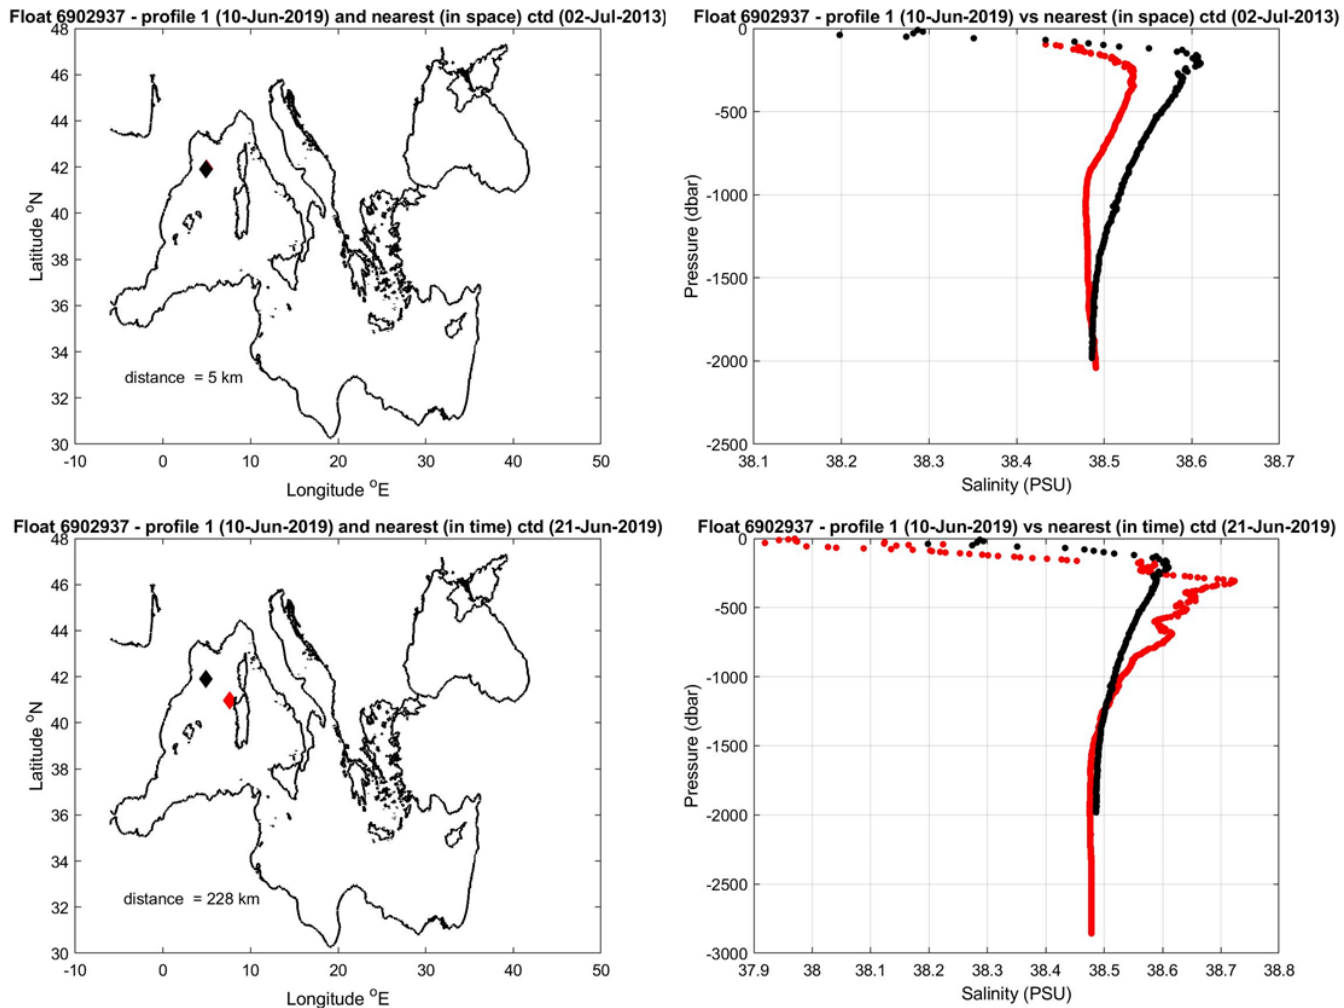 Float 6902937 - profile 1 (10-Jun-2019) and nearest (in space) ctd (02-Jul-2013)
48
46
44
42
40
38
36
34
32
30
Latitude °N
distance = 5 km
-10 0 10 20 30 40 50
Longitude °E
Float 6902937 - profile 1 (10-Jun-2019) vs nearest (in space) ctd (02-Jul-2013)
0
-500
-1000
-1500
-2000
-2500
Pressure (dbar)
38.1 38.2 38.3 38.4 38.5 38.6 38.7
Salinity (PSU)
Float 6902937 - profile 1 (10-Jun-2019) and nearest (in time) ctd (21-Jun-2019)
48
46
44
42
40
38
36
34
32
30
Latitude °N
distance = 228 km
-10 0 10 20 30 40 50
Longitude °E
Float 6902937 - profile 1 (10-Jun-2019) vs nearest (in time) ctd (21-Jun-2019)
0
-500
-1000
-1500
-2000
-2500
-3000
Pressure (dbar)
37.9 38 38.1 38.2 38.3 38.4 38.5 38.6 38.7 38.8
Salinity (PSU)